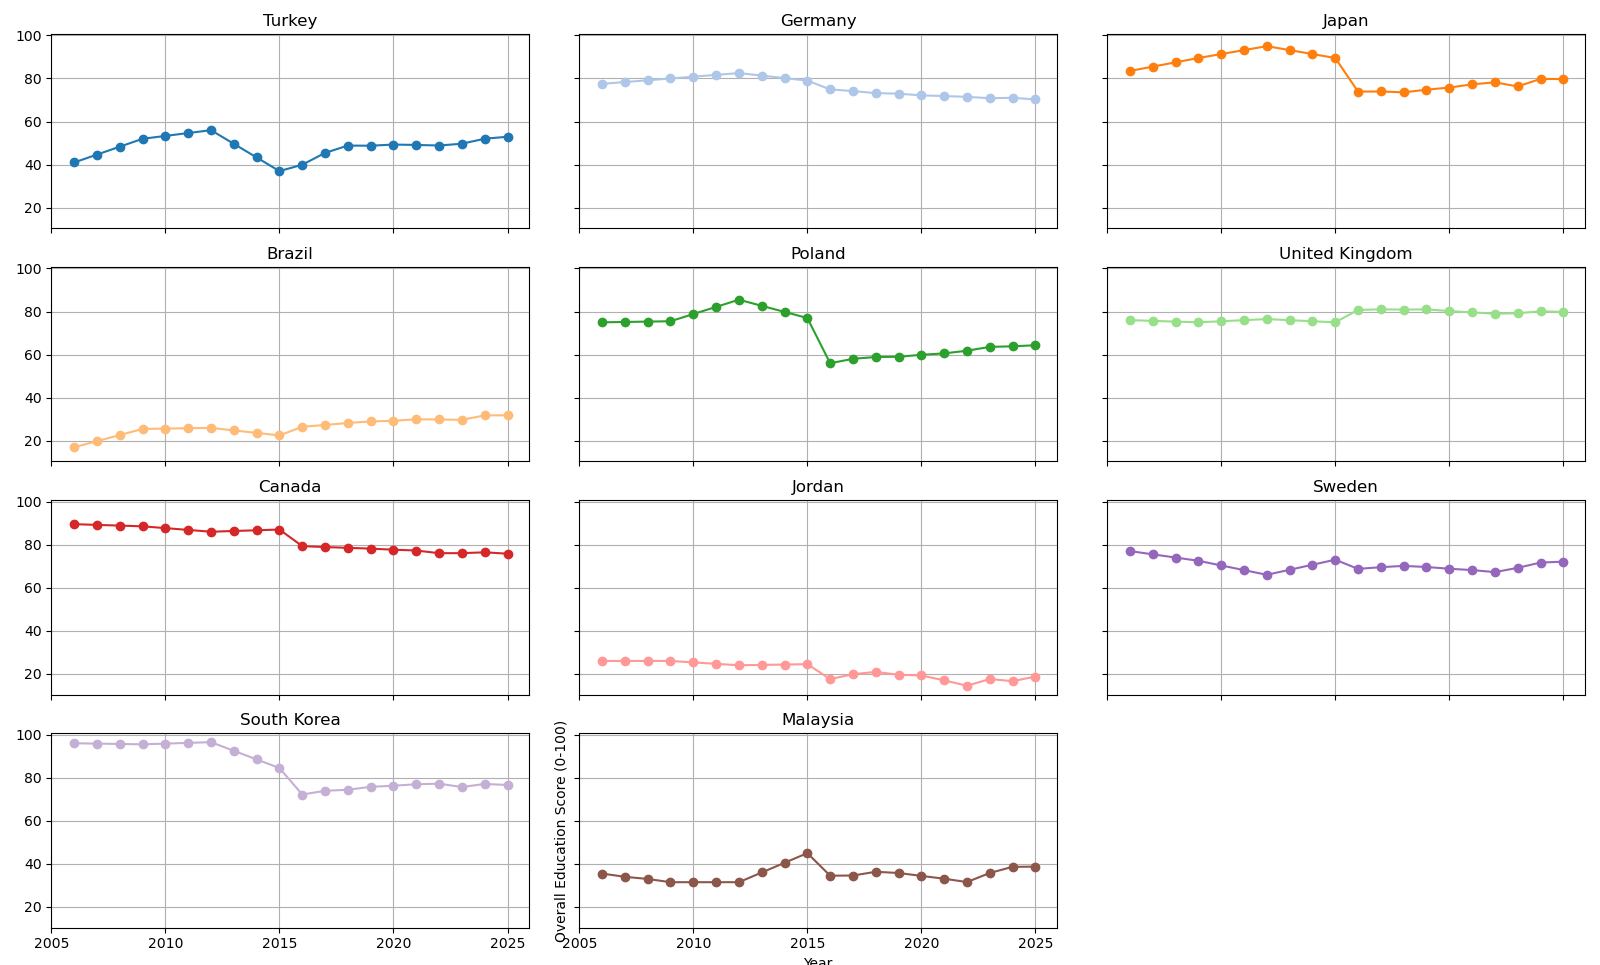 Turkey
Germany
Japan
100
80
60
40
20
Brazil
Poland
United Kingdom
100
80
60
40
20
Canada
Jordan
Sweden
100
80
60
40
20
South Korea
Malaysia
100
80
60
40
20
Overall Education Score (0-100)
2005 2010 2015 2020 2025
2005 2010 2015 2020 2025
Year